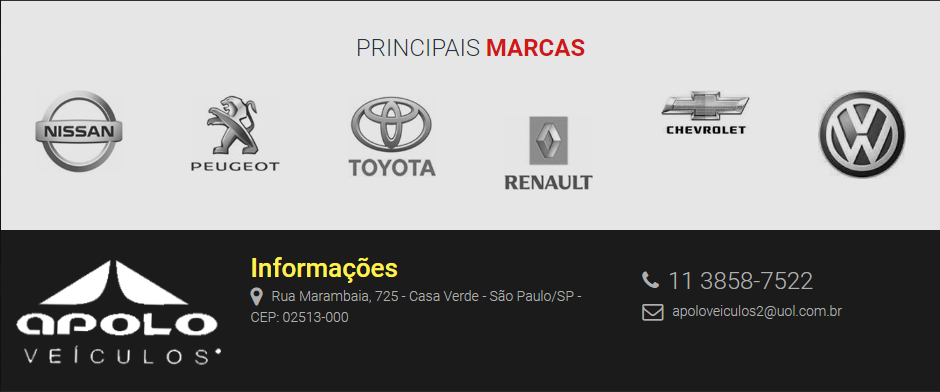 PRINCIPAIS MARCAS
NISSAN
PEUGEOT
TOYOTA
RENAULT
CHEVROLET
APOLO
VEÍCULOS
Informações
Rua Marambaia, 725 - Casa Verde - São Paulo/SP -
CEP: 02513-000
11 3858-7522
apoloveiculos2@uol.com.br